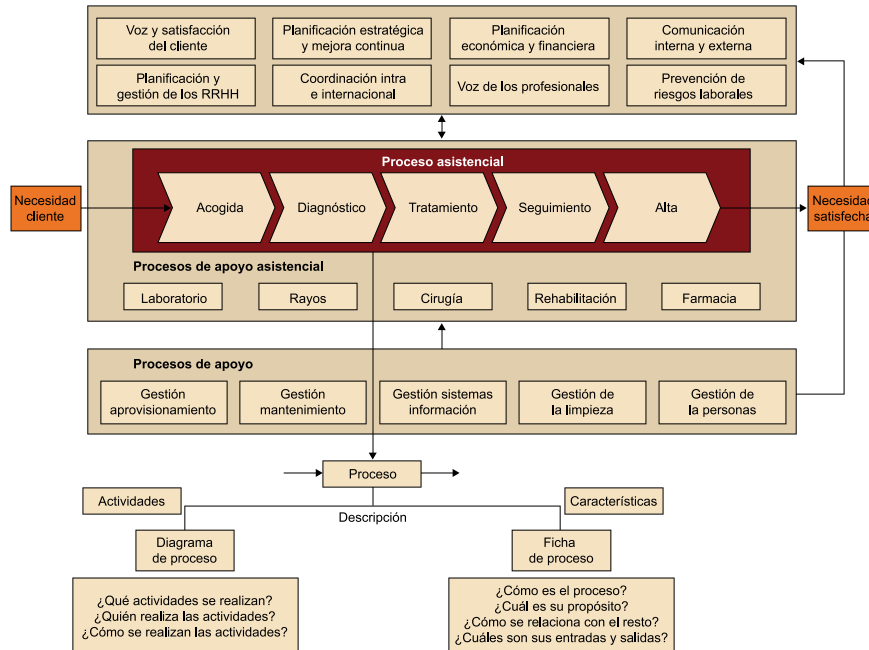 Voz y satisfacción
del cliente
Planificación estratégica
y mejora continua
Planificación
económica y financiera
Comunicación
interna y externa
Planificación y
gestión de los RRHH
Coordinación intra
e internacional
Voz de los profesionales
Prevención de
riesgos laborales
Proceso asistencial
Necesidad
cliente
Acogida
Diagnóstico
Tratamiento
Seguimiento
Alta
Necesidad
satisfecha
Procesos de apoyo asistencial
Laboratorio
Rayos
Cirugía
Rehabilitación
Farmacia
Procesos de apoyo
Gestión
aprovisionamiento
Gestión
mantenimiento
Gestión sistemas
información
Gestión de
la limpieza
Gestión de
la personas
Proceso
Actividades
Características
Descripción
Diagrama
de proceso
Ficha
de proceso
¿Qué actividades se realizan?
¿Quién realiza las actividades?
¿Cómo se realizan las actividades?
¿Cómo es el proceso?
¿Cuál es su propósito?
¿Cómo se relaciona con el resto?
¿Cuáles son sus entradas y salidas?